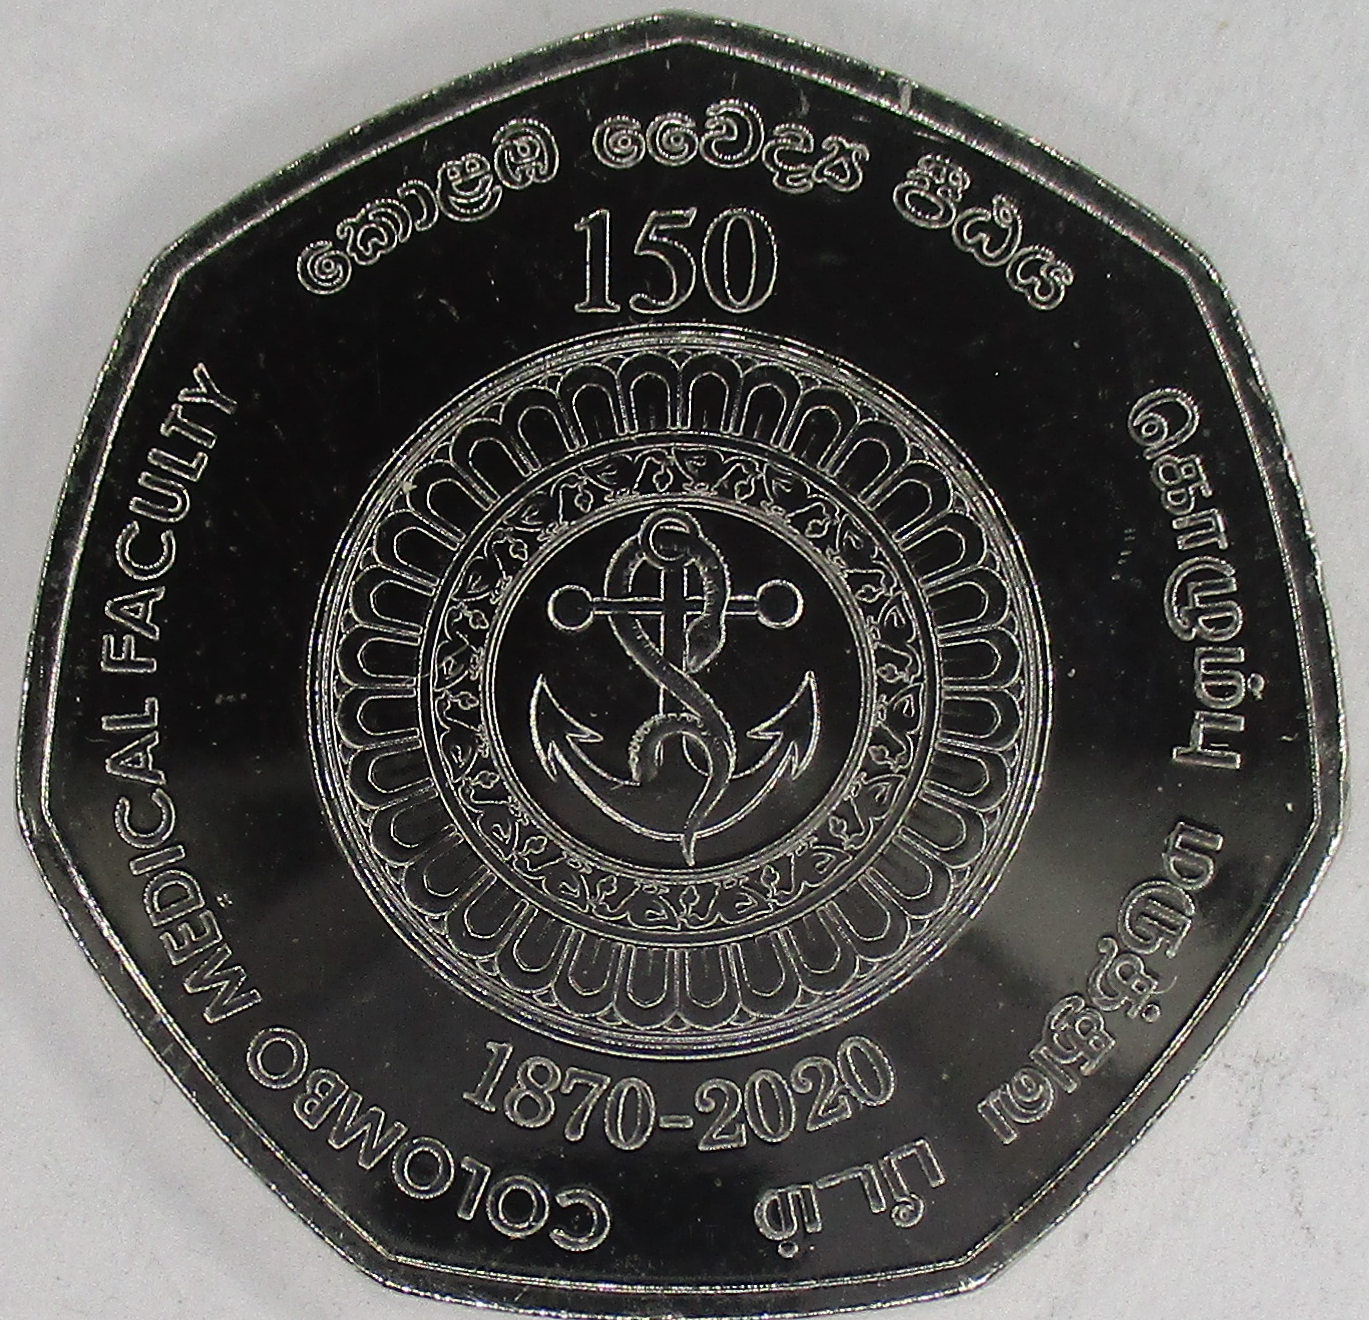 කොළඹ වෛද්‍ය පීඨය
150
கொழும்பு மருத்துவ பீடம்
COLOMBO MEDICAL FACULTY
1870-2020